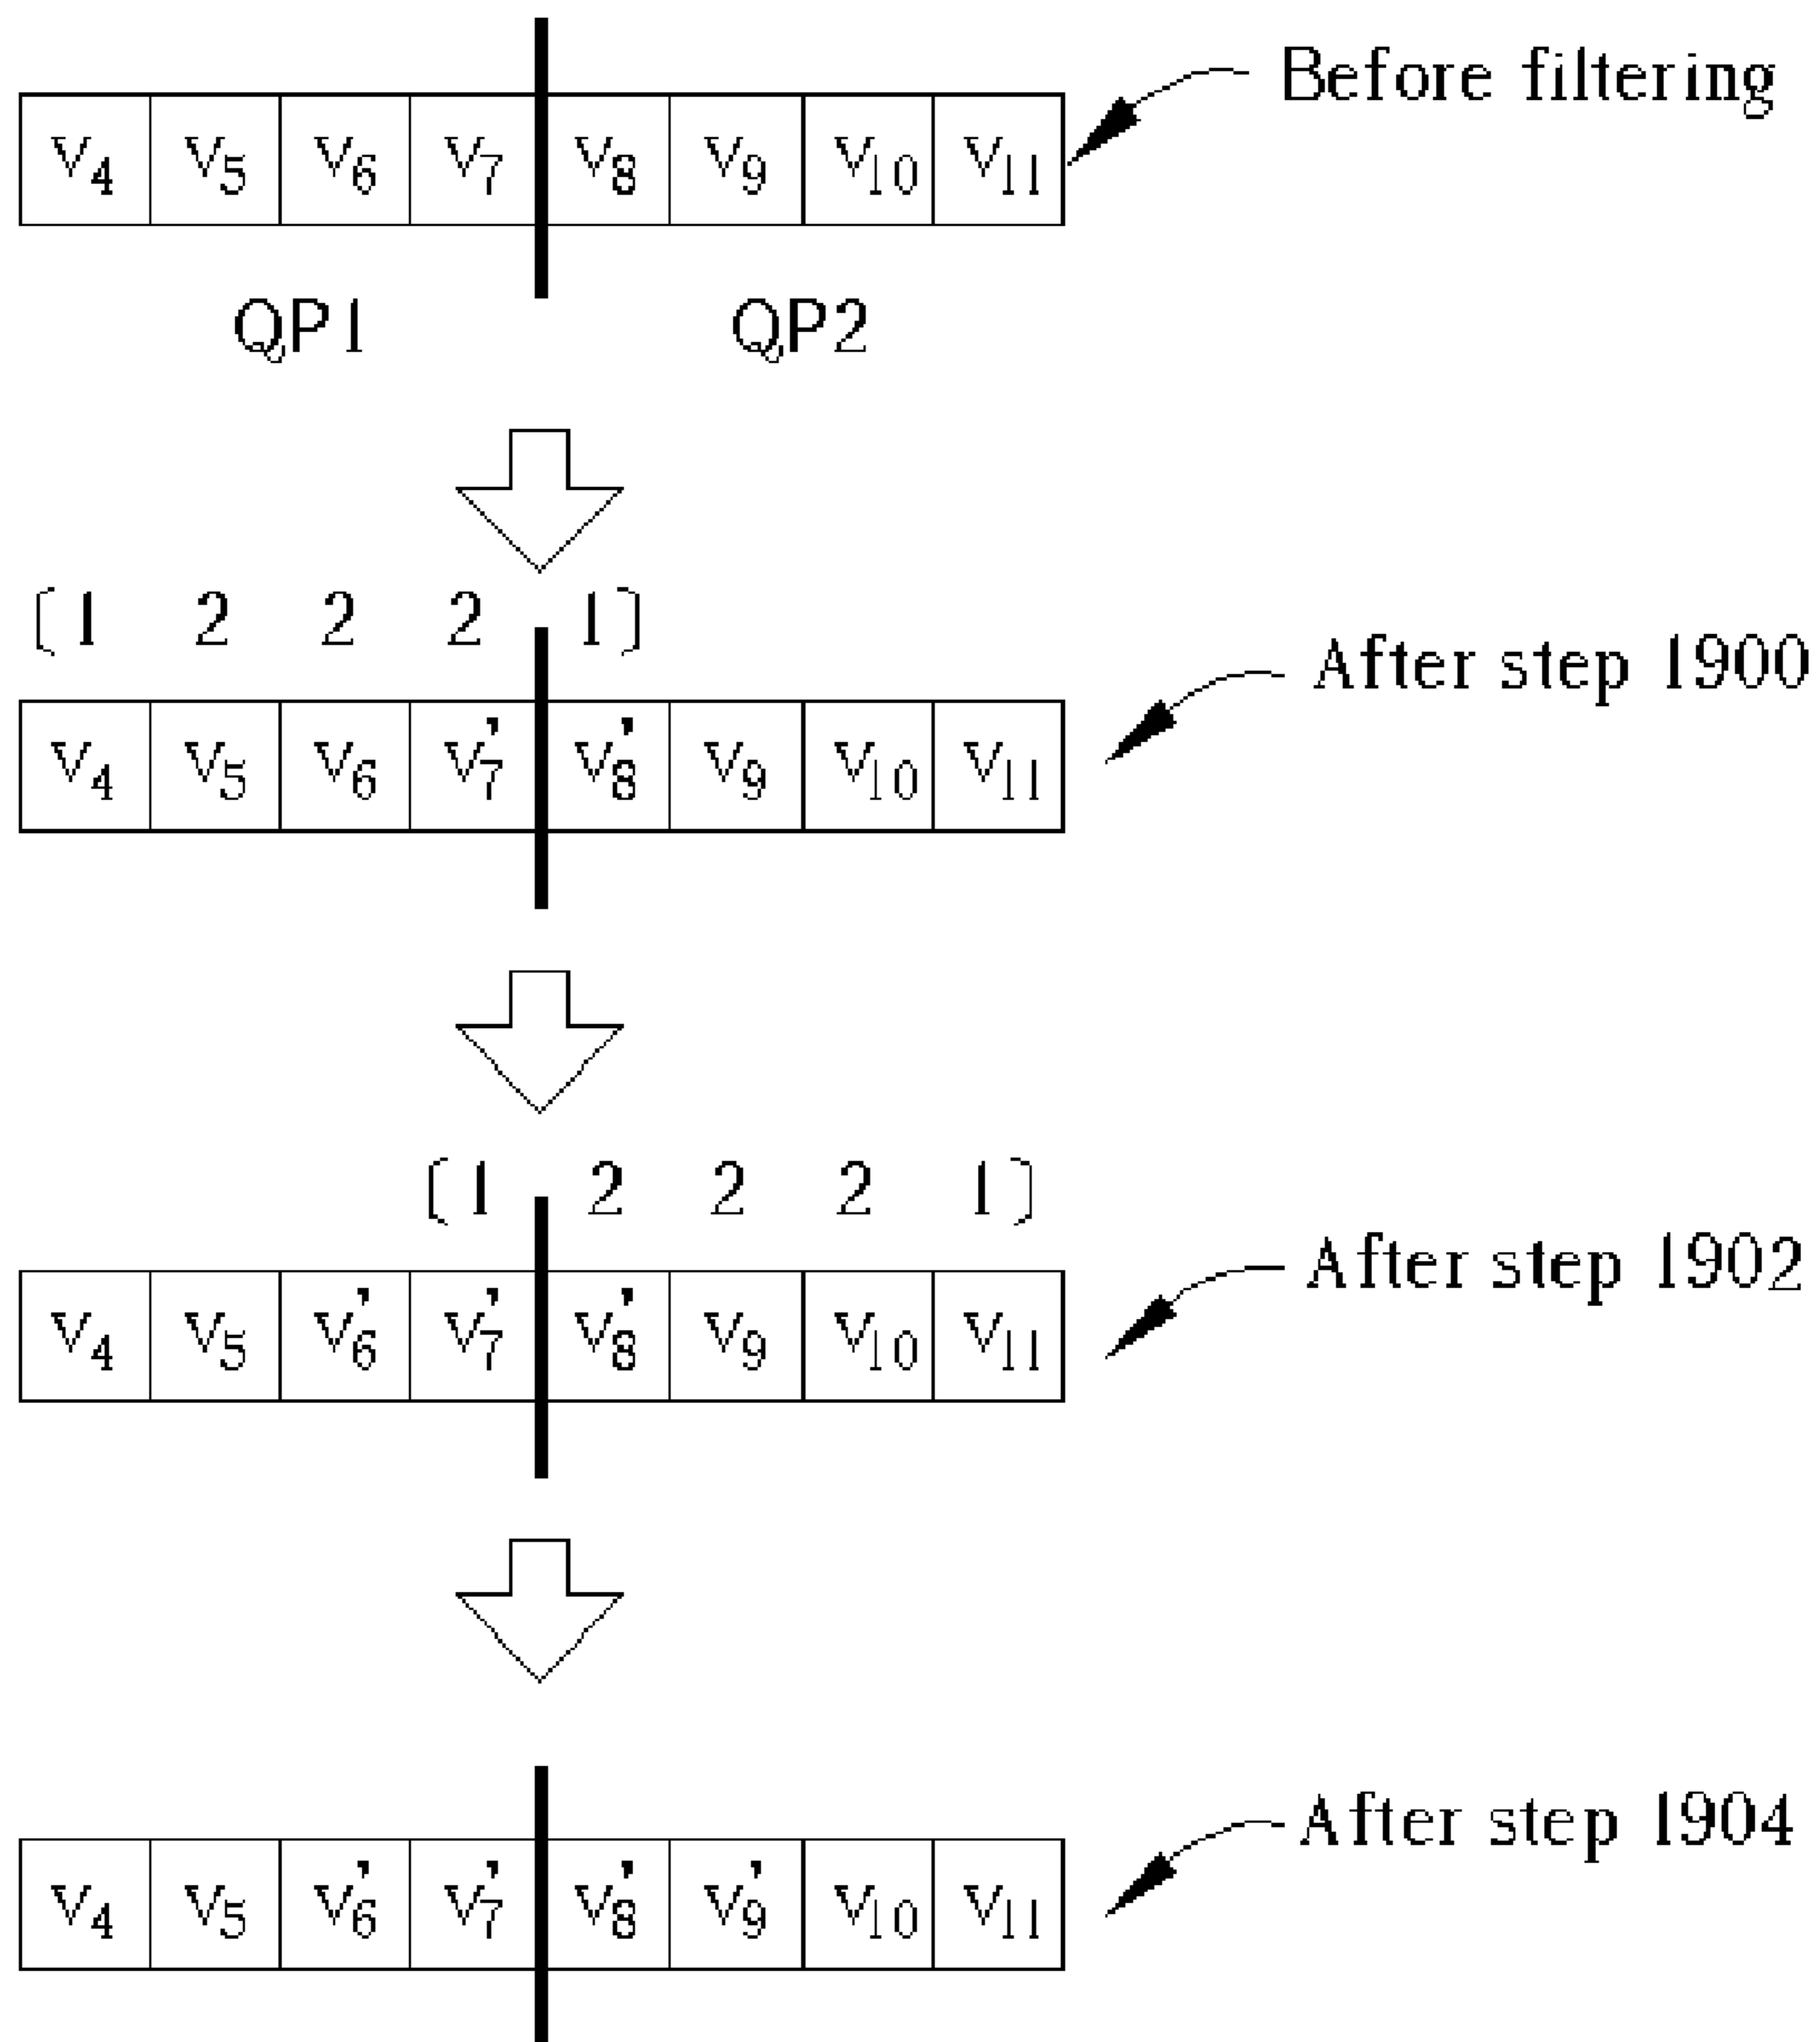 Before filtering
V4 V5 V6 V7 V8 V9 V10 V11
QP1 QP2
[1 2 2 2 1]
After step 1900
V4 V5 V6 V7' V8' V9 V10 V11
[1 2 2 2 1]
After step 1902
V4 V5 V6' V7' V8' V9 V10 V11
After step 1904
V4 V5 V6' V7' V8' V9' V10 V11